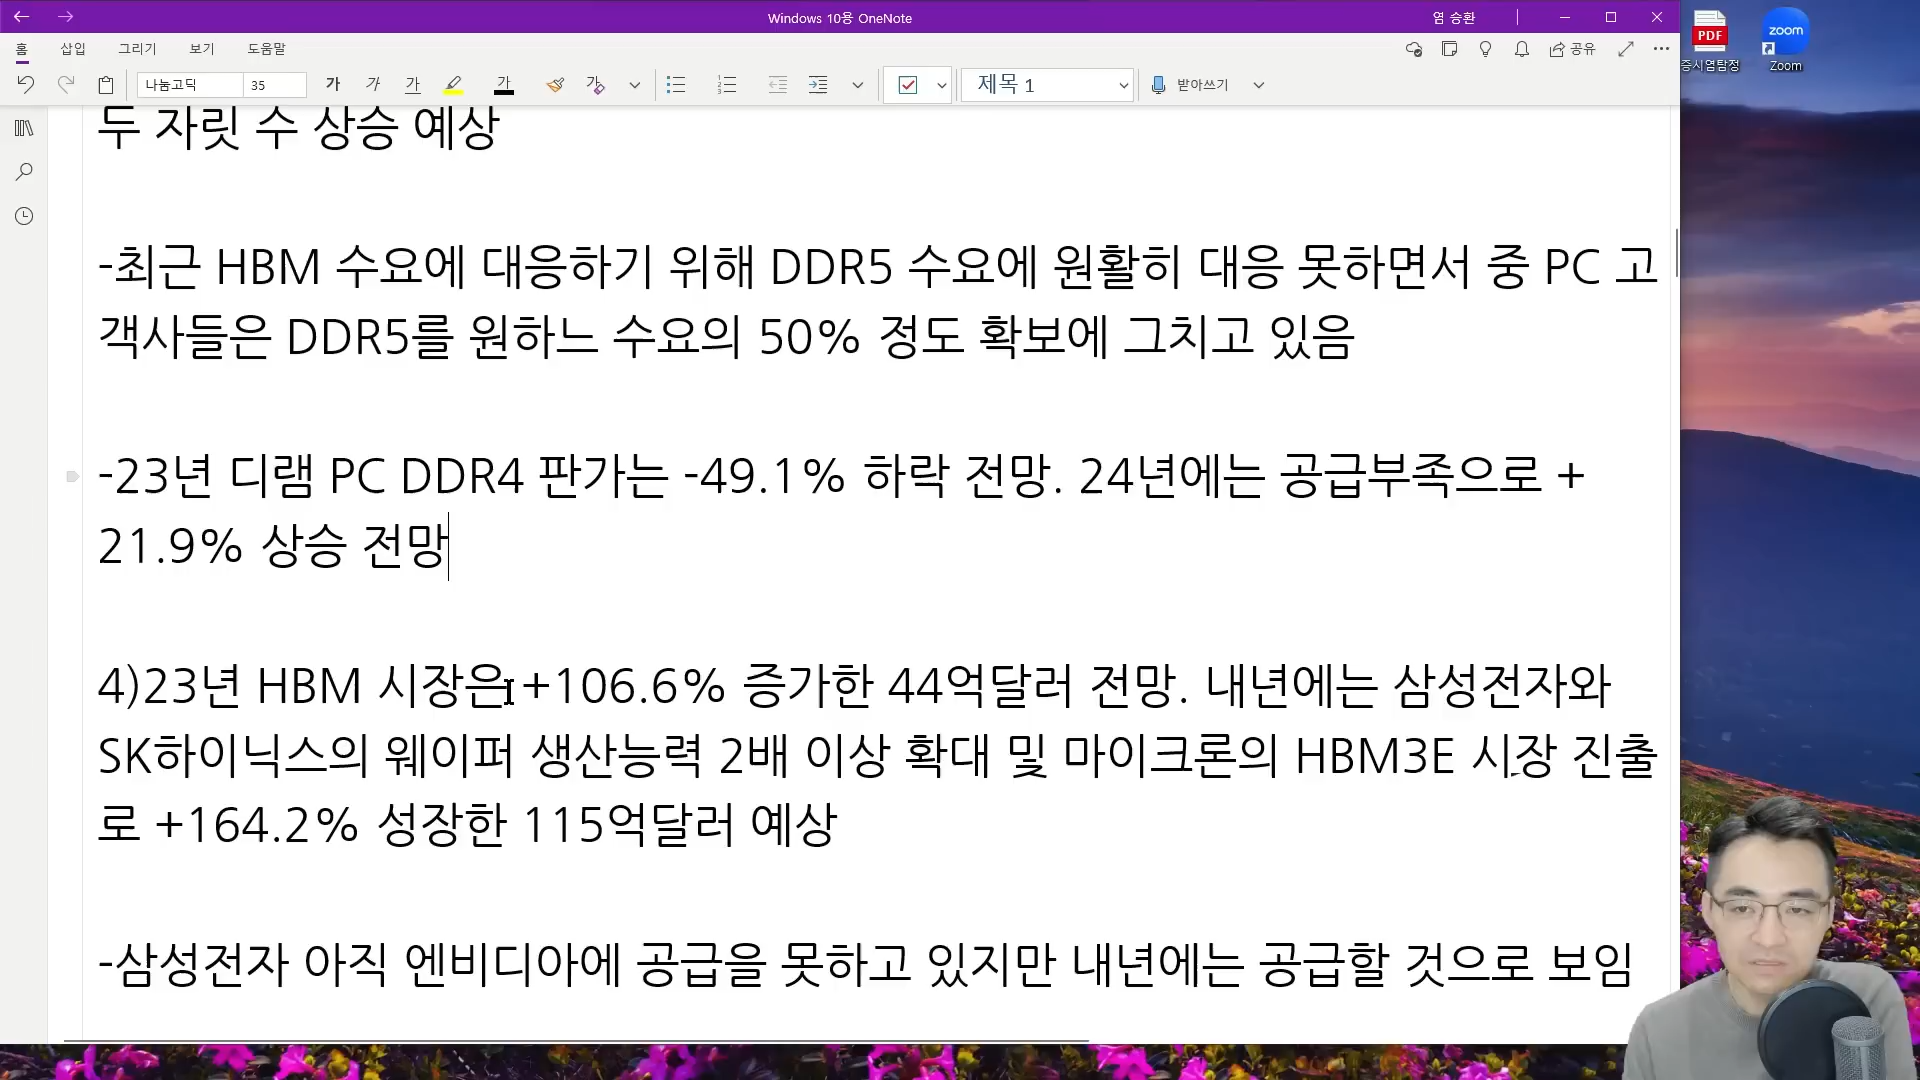 Windows 10용 OneNote
염 승환
홈 삽입 그리기 보기 도움말
공유
나눔고딕 35 가 가 가 가 제목 1 받아쓰기
PDF
zoom
증시염탐정
Zoom
두 자릿 수 상승 예상
-최근 HBM 수요에 대응하기 위해 DDR5 수요에 원활히 대응 못하면서 중 PC 고
객사들은 DDR5를 원하느 수요의 50% 정도 확보에 그치고 있음
-23년 디램 PC DDR4 판가는 -49.1% 하락 전망. 24년에는 공급부족으로 +
21.9% 상승 전망
4)23년 HBM 시장은 +106.6% 증가한 44억달러 전망. 내년에는 삼성전자와
SK하이닉스의 웨이퍼 생산능력 2배 이상 확대 및 마이크론의 HBM3E 시장 진출
로 +164.2% 성장한 115억달러 예상
-삼성전자 아직 엔비디아에 공급을 못하고 있지만 내년에는 공급할 것으로 보임